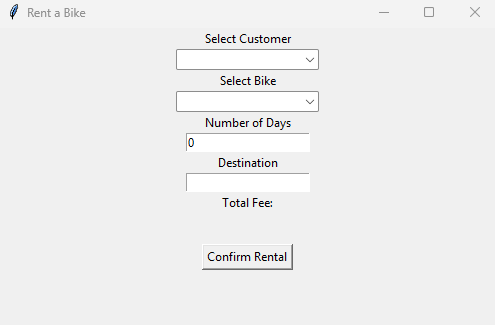 Rent a Bike
Select Customer
Select Bike
Number of Days
0
Destination
Total Fee:
Confirm Rental